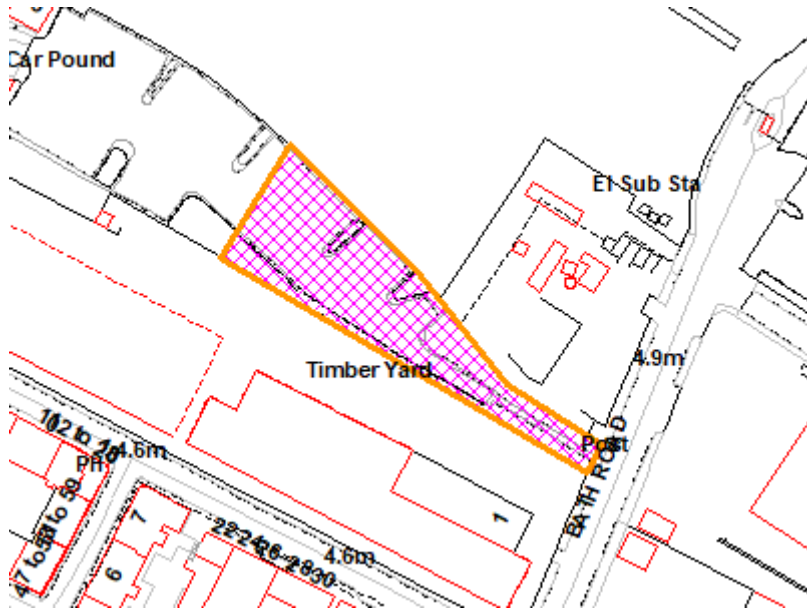 Car Pound
El Sub Sta
Timber Yard
4.9m
Post
BATH ROAD
4.6m
PH
1
7
6
4.6m